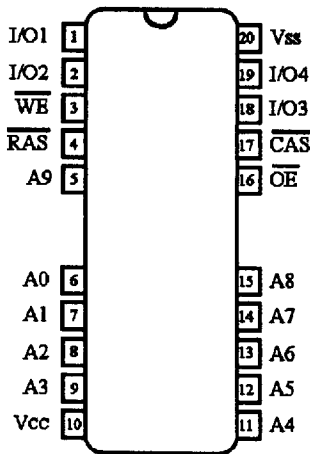 I/O1 1 20 Vss
I/O2 2 19 I/O4
WE 3 18 I/O3
RAS 4 17 CAS
A9 5 16 OE
A0 6 15 A8
A1 7 14 A7
A2 8 13 A6
A3 9 12 A5
Vcc 10 11 A4